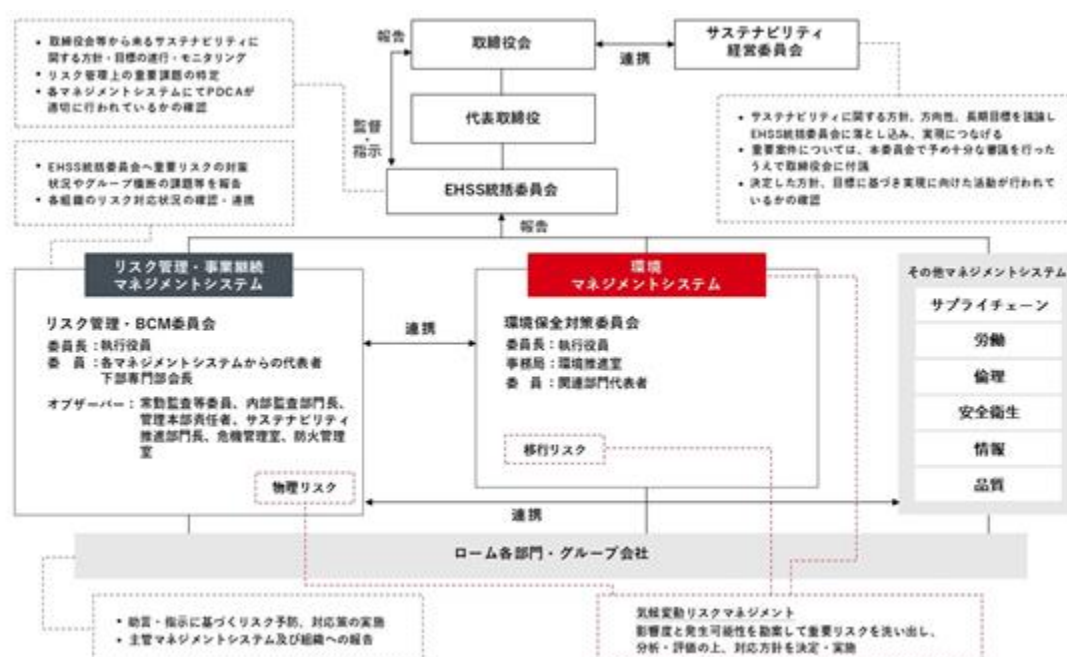 ・取締役会等から来るサステナビリティに
関する方針・目標の遂行・モニタリング
・リスク管理上の重要課題の特定
・各マネジメントシステムにてPDCAが
適切に行われているかの確認
・EHSS統括委員会へ重要リスクの対策
状況やグループ横断の課題等を報告
・各組織のリスク対応状況の確認・連携
報告
監督
・
指示
取締役会
代表取締役
EHSS統括委員会
連携
サステナビリティ
経営委員会
・サステナビリティに関する方針、方向性、長期目標を議論し
EHSS統括委員会に落とし込み、実現につなげる
・重要案件については、本委員会で予め十分な審議を行った
うえで取締役会に付議
・決定した方針、目標に基づき実現に向けた活動が行われて
いるかの確認
報告
リスク管理・事業継続
マネジメントシステム
リスク管理・BCM委員会
委員長：執行役員
委　員：各マネジメントシステムからの代表者
下部専門部会長
オブザーバー：常勤監査等委員、内部監査部門長、
管理本部責任者、サステナビリティ
推進部門長、危機管理室、防火管理
室
物理リスク
連携
環境
マネジメントシステム
環境保全対策委員会
委員長：執行役員
事務局：環境推進室
委　員：関連部門代表者
移行リスク
その他マネジメントシステム
サプライチェーン
労働
倫理
安全衛生
情報
品質
連携
ローム各部門・グループ会社
・助言・指示に基づくリスク予防、対応策の実施
・主管マネジメントシステム及び組織への報告
気候変動リスクマネジメント
影響度と発生可能性を勘案して重要リスクを洗い出し、
分析・評価の上、対応方針を決定・実施